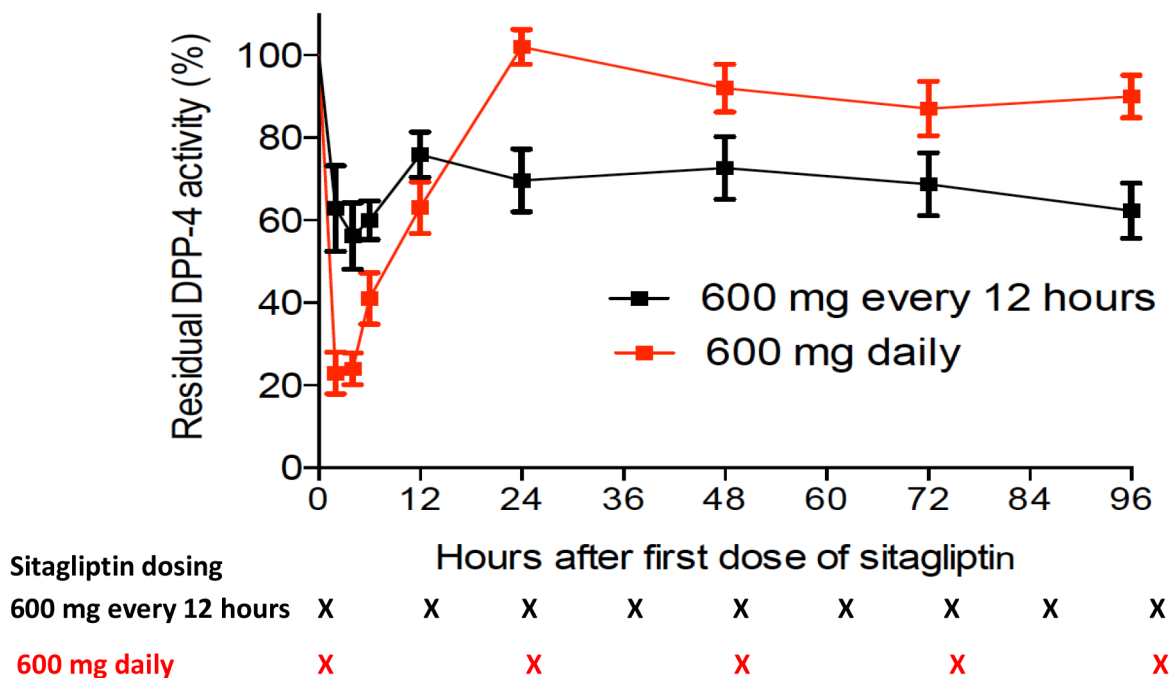 Residual DPP-4 activity (%)
100
80
60
40
20
0
600 mg every 12 hours
600 mg daily
0 12 24 36 48 60 72 84 96
Hours after first dose of sitagliptin
Sitagliptin dosing
600 mg every 12 hours X X X X X X X X X
600 mg daily X X X X X